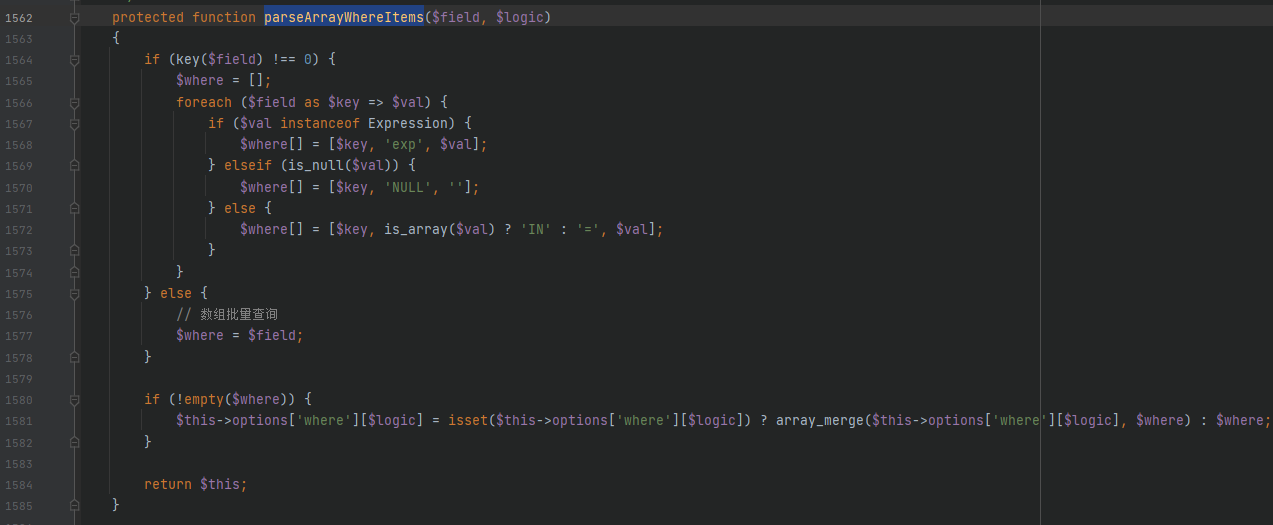 1562 protected function parseArrayWhereItems($field, $logic)
1563 {
1564 if (key($field) !== 0) {
1565 $where = [];
1566 foreach ($field as $key => $val) {
1567 if ($val instanceof Expression) {
1568 $where[] = [$key, 'exp', $val];
1569 } elseif (is_null($val)) {
1570 $where[] = [$key, 'NULL', ''];
1571 } else {
1572 $where[] = [$key, is_array($val) ? 'IN' : '=', $val];
1573 }
1574 }
1575 } else {
1576 // 数组批量查询
1577 $where = $field;
1578 }
1579
1580 if (!empty($where)) {
1581 $this->options['where'][$logic] = isset($this->options['where'][$logic]) ? array_merge($this->options['where'][$logic], $where) : $where;
1582 }
1583
1584 return $this;
1585 }